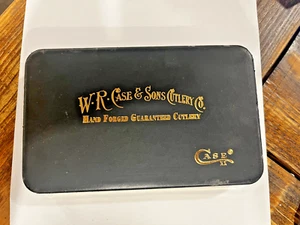 W.R. CASE & SONS CUTLERY CO.
HAND FORGED GUARANTEED CUTLERY
CASE
XX